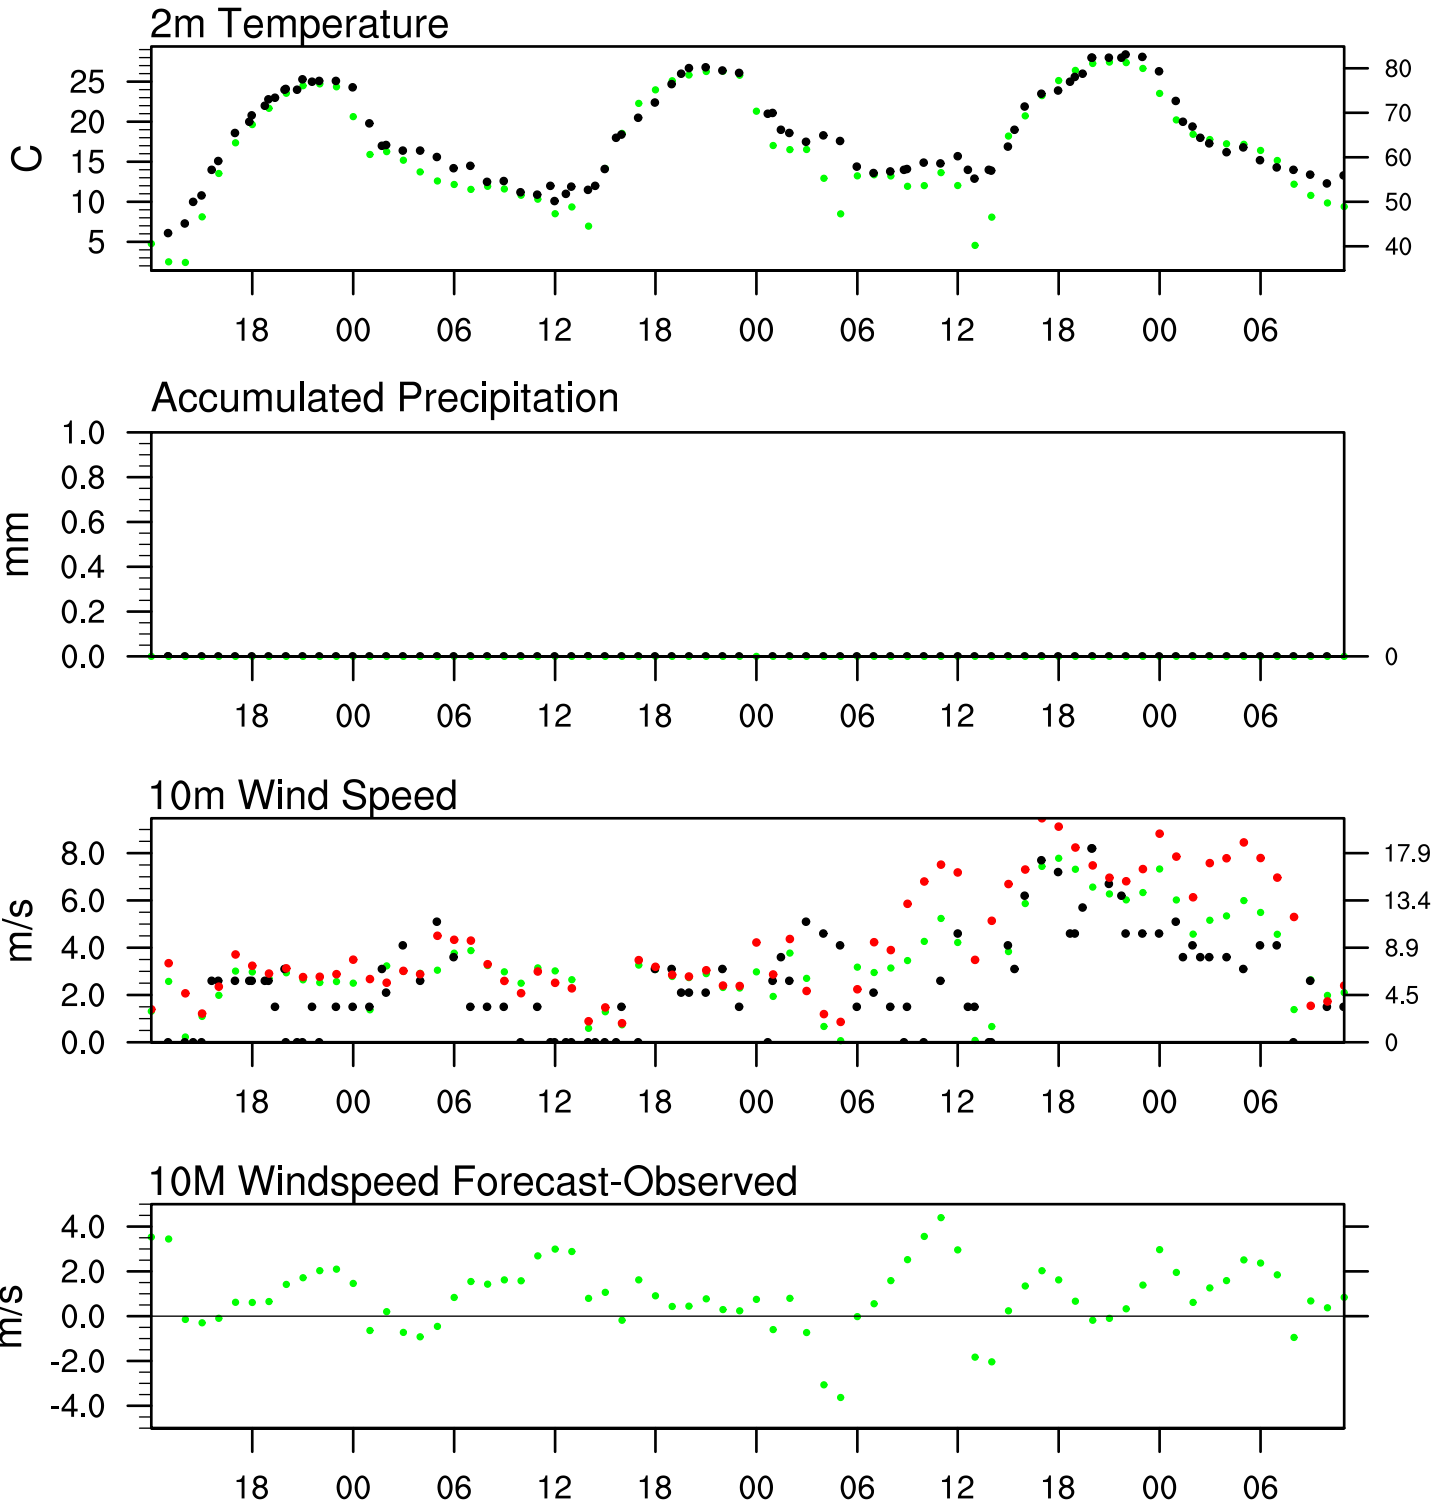 2m Temperature
25
20
15
10
5
C
80
70
60
50
40
18 00 06 12 18 00 06 12 18 00 06
Accumulated Precipitation
1.0
0.8
0.6
0.4
0.2
0.0
mm
0
18 00 06 12 18 00 06 12 18 00 06
10m Wind Speed
8.0
6.0
4.0
2.0
0.0
m/s
17.9
13.4
8.9
4.5
0
18 00 06 12 18 00 06 12 18 00 06
10M Windspeed Forecast-Observed
4.0
2.0
0.0
-2.0
-4.0
m/s
18 00 06 12 18 00 06 12 18 00 06